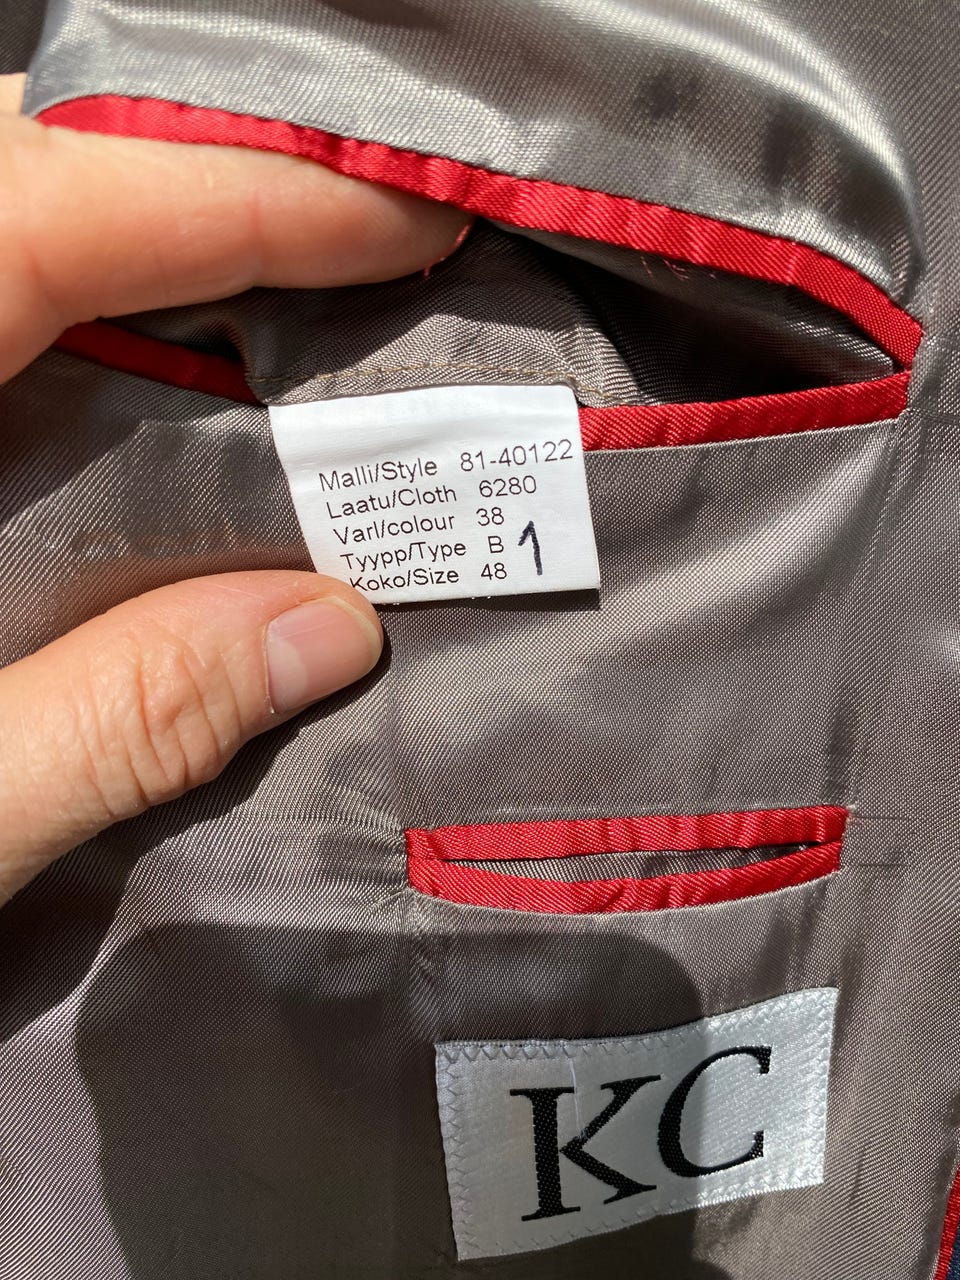 Malli/Style 81-40122
Laatu/Cloth 6280
Varl/colour 38
Tyypp/Type B 1
Koko/Size 48
KC